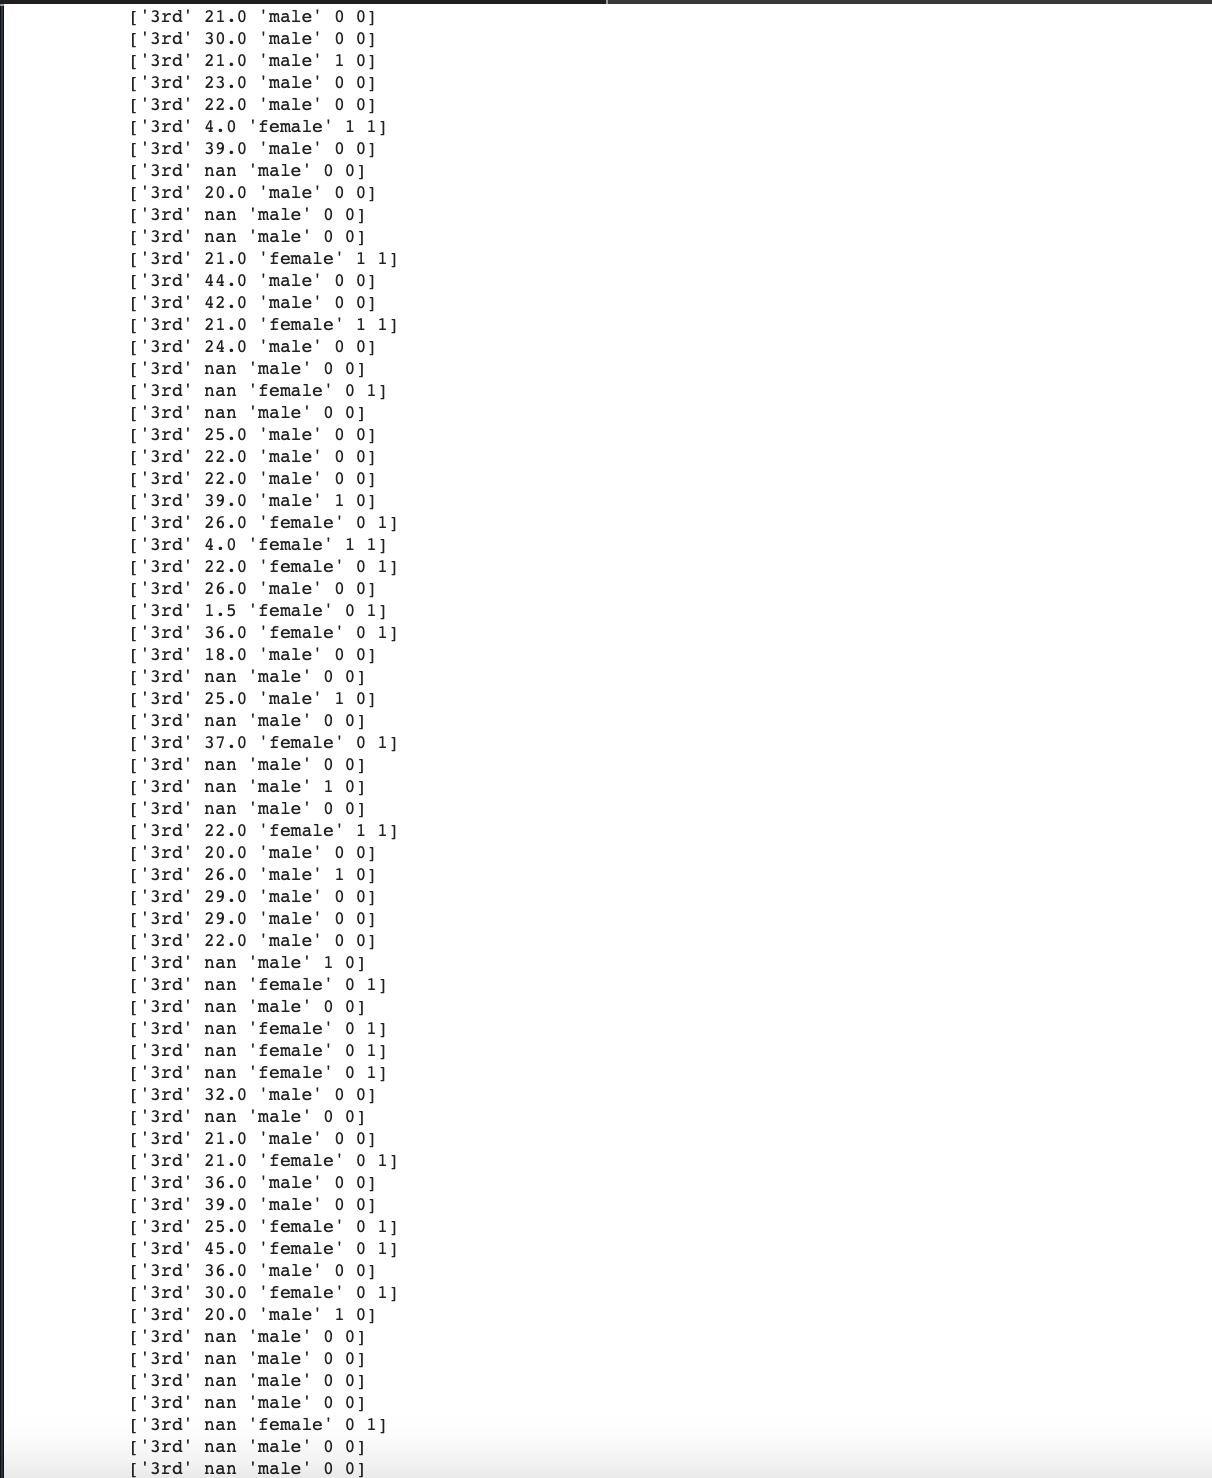 ['3rd' 21.0 'male' 0 0]
['3rd' 30.0 'male' 0 0]
['3rd' 21.0 'male' 1 0]
['3rd' 23.0 'male' 0 0]
['3rd' 22.0 'male' 0 0]
['3rd' 4.0 'female' 1 1]
['3rd' 39.0 'male' 0 0]
['3rd' nan 'male' 0 0]
['3rd' 20.0 'male' 0 0]
['3rd' nan 'male' 0 0]
['3rd' nan 'male' 0 0]
['3rd' 21.0 'female' 1 1]
['3rd' 44.0 'male' 0 0]
['3rd' 42.0 'male' 0 0]
['3rd' 21.0 'female' 1 1]
['3rd' 24.0 'male' 0 0]
['3rd' nan 'male' 0 0]
['3rd' nan 'female' 0 1]
['3rd' nan 'male' 0 0]
['3rd' 25.0 'male' 0 0]
['3rd' 22.0 'male' 0 0]
['3rd' 22.0 'male' 0 0]
['3rd' 39.0 'male' 1 0]
['3rd' 26.0 'female' 0 1]
['3rd' 4.0 'female' 1 1]
['3rd' 22.0 'female' 0 1]
['3rd' 26.0 'male' 0 0]
['3rd' 1.5 'female' 0 1]
['3rd' 36.0 'female' 0 1]
['3rd' 18.0 'male' 0 0]
['3rd' nan 'male' 0 0]
['3rd' 25.0 'male' 1 0]
['3rd' nan 'male' 0 0]
['3rd' 37.0 'female' 0 1]
['3rd' nan 'male' 0 0]
['3rd' nan 'male' 1 0]
['3rd' nan 'male' 0 0]
['3rd' 22.0 'female' 1 1]
['3rd' 20.0 'male' 0 0]
['3rd' 26.0 'male' 1 0]
['3rd' 29.0 'male' 0 0]
['3rd' 29.0 'male' 0 0]
['3rd' 22.0 'male' 0 0]
['3rd' nan 'male' 1 0]
['3rd' nan 'female' 0 1]
['3rd' nan 'male' 0 0]
['3rd' nan 'female' 0 1]
['3rd' nan 'female' 0 1]
['3rd' nan 'female' 0 1]
['3rd' 32.0 'male' 0 0]
['3rd' nan 'male' 0 0]
['3rd' 21.0 'male' 0 0]
['3rd' 21.0 'female' 0 1]
['3rd' 36.0 'male' 0 0]
['3rd' 39.0 'male' 0 0]
['3rd' 25.0 'female' 0 1]
['3rd' 45.0 'female' 0 1]
['3rd' 36.0 'male' 0 0]
['3rd' 30.0 'female' 0 1]
['3rd' 20.0 'male' 1 0]
['3rd' nan 'male' 0 0]
['3rd' nan 'male' 0 0]
['3rd' nan 'male' 0 0]
['3rd' nan 'male' 0 0]
['3rd' nan 'female' 0 1]
['3rd' nan 'male' 0 0]
['3rd' nan 'male' 0 0]